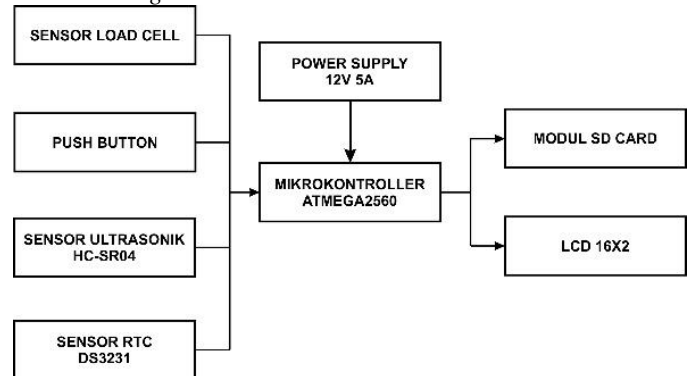 SENSOR LOAD CELL
PUSH BUTTON
SENSOR ULTRASONIK
HC-SR04
SENSOR RTC
DS3231
POWER SUPPLY
12V 5A
MIKROKONTROLLER
ATMEGA2560
MODUL SD CARD
LCD 16X2